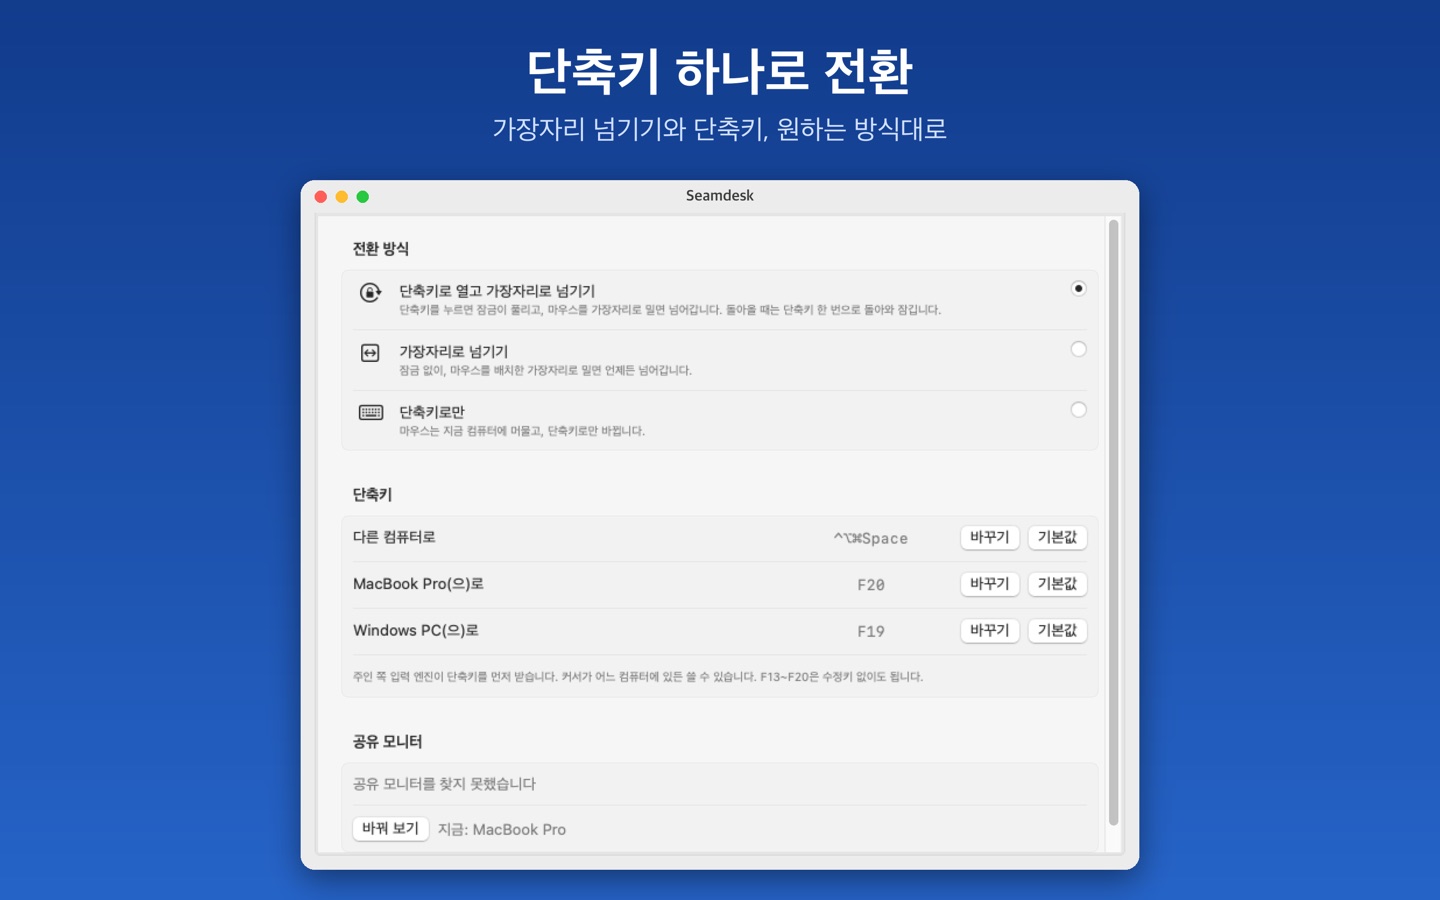 단축키 하나로 전환
가장자리 넘기기와 단축키, 원하는 방식대로
Seamdesk
전환 방식
단축키로 열고 가장자리로 넘기기
단축키를 누르면 잠금이 풀리고, 마우스를 가장자리로 밀면 넘어갑니다. 돌아올 때는 단축키 한 번으로 돌아와 잠깁니다.
가장자리로 넘기기
잠금 없이, 마우스를 배치한 가장자리로 밀면 언제든 넘어갑니다.
단축키로만
마우스는 지금 컴퓨터에 머물고, 단축키로만 바뀝니다.
단축키
다른 컴퓨터로 ^⌥⌘Space 바꾸기 기본값
MacBook Pro(으)로 F20 바꾸기 기본값
Windows PC(으)로 F19 바꾸기 기본값
주인 쪽 입력 엔진이 단축키를 먼저 받습니다. 커서가 어느 컴퓨터에 있든 쓸 수 있습니다. F13~F20은 수정키 없이도 됩니다.
공유 모니터
공유 모니터를 찾지 못했습니다
바꿔 보기 지금: MacBook Pro